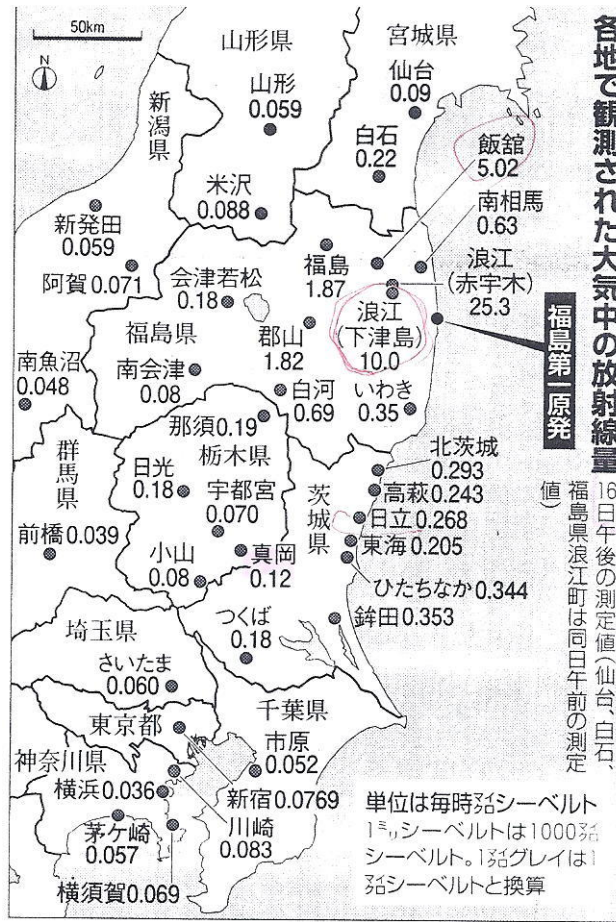 各地で観測された大気中の放射線量
16日午後の測定値(仙台、白石、
福島県浪江町は同日午前の測定
値)
50km
N
山形県
宮城県
山形
0.059
仙台
0.09
新潟県
白石
0.22
飯舘
5.02
米沢
0.088
南相馬
0.63
新発田
0.059
阿賀0.071
会津若松
0.18
福島
1.87
浪江
(赤宇木)
25.3
浪江
(下津島)
10.0
福島第一原発
福島県
郡山
1.82
南魚沼
0.048
南会津
0.08
白河
0.69
いわき
0.35
那須0.19
群馬県
栃木県
茨城県
北茨城
0.293
日光
0.18
高萩0.243
宇都宮
0.070
日立0.268
前橋0.039
東海0.205
小山
0.08
真岡
0.12
ひたちなか0.344
つくば
0.18
鉾田0.353
埼玉県
さいたま
0.060
千葉県
東京都
市原
0.052
神奈川県
横浜0.036
新宿0.0769
茅ケ崎
0.057
川崎
0.083
横須賀0.069
単位は毎時マイクロシーベルト
1ミリシーベルトは1000マイクロ
シーベルト。1マイクログレイは1
マイクロシーベルトと換算